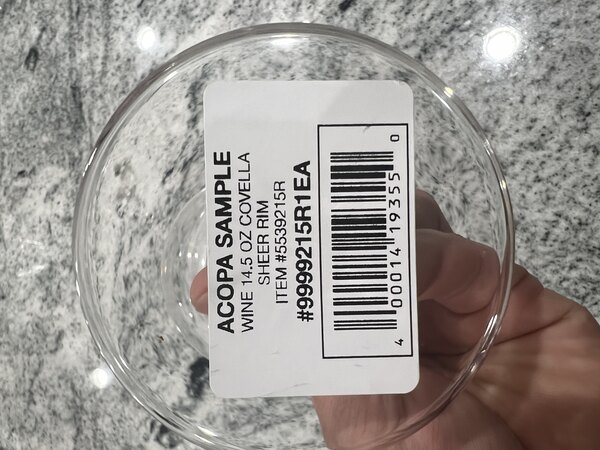 ACOPA SAMPLE
WINE 14.5 OZ COVELLA
SHEER RIM
ITEM #5539215R
#9999215R1EA
4 00014 19355 0